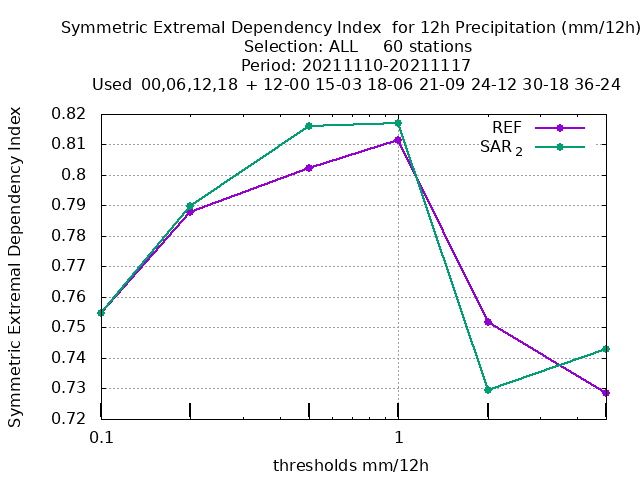 Symmetric Extremal Dependency Index  for 12h Precipitation (mm/12h)
Selection: ALL     60 stations
Period: 20211110-20211117
Used  00,06,12,18  + 12-00 15-03 18-06 21-09 24-12 30-18 36-24
Symmetric Extremal Dependency Index
0.82
0.81
0.8
0.79
0.78
0.77
0.76
0.75
0.74
0.73
0.72
REF
SAR 2
0.1
1
thresholds mm/12h